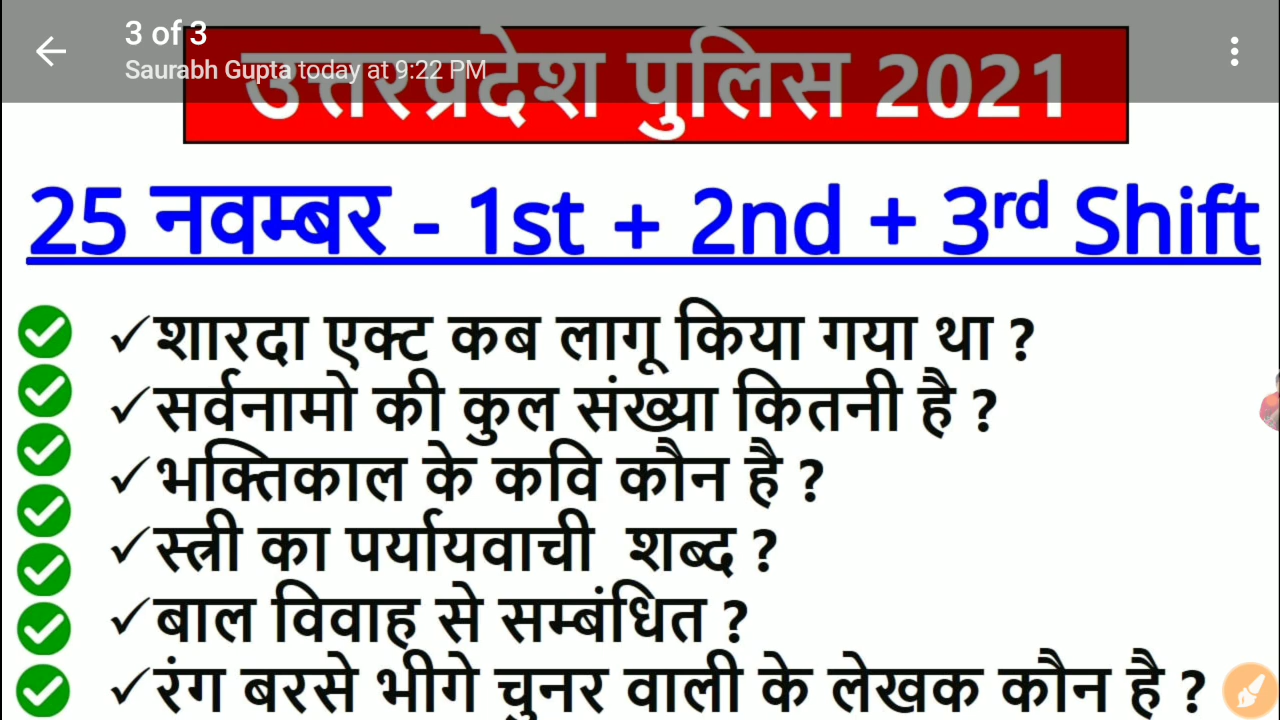 3 of 3
Saurabh Gupta today at 9:22 PM
उत्तरप्रदेश पुलिस 2021
25 नवम्बर - 1st + 2nd + 3rd Shift
✓शारदा एक्ट कब लागू किया गया था ?
✓सर्वनामो की कुल संख्या कितनी है ?
✓भक्तिकाल के कवि कौन है ?
✓स्त्री का पर्यायवाची शब्द ?
✓बाल विवाह से सम्बंधित ?
✓रंग बरसे भीगे चुनर वाली के लेखक कौन है ?